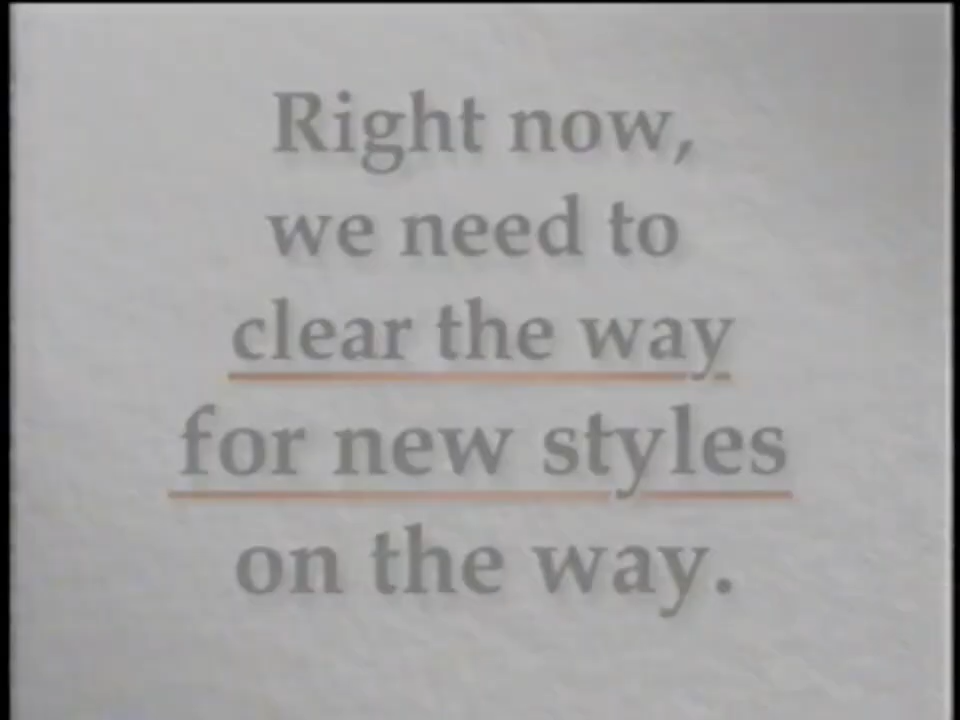 Right now,
we need to
clear the way
for new styles
on the way.